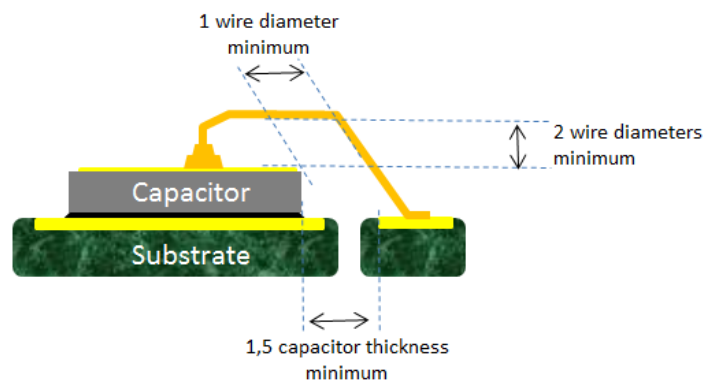 1 wire diameter
minimum
2 wire diameters
minimum
Capacitor
Substrate
1,5 capacitor thickness
minimum